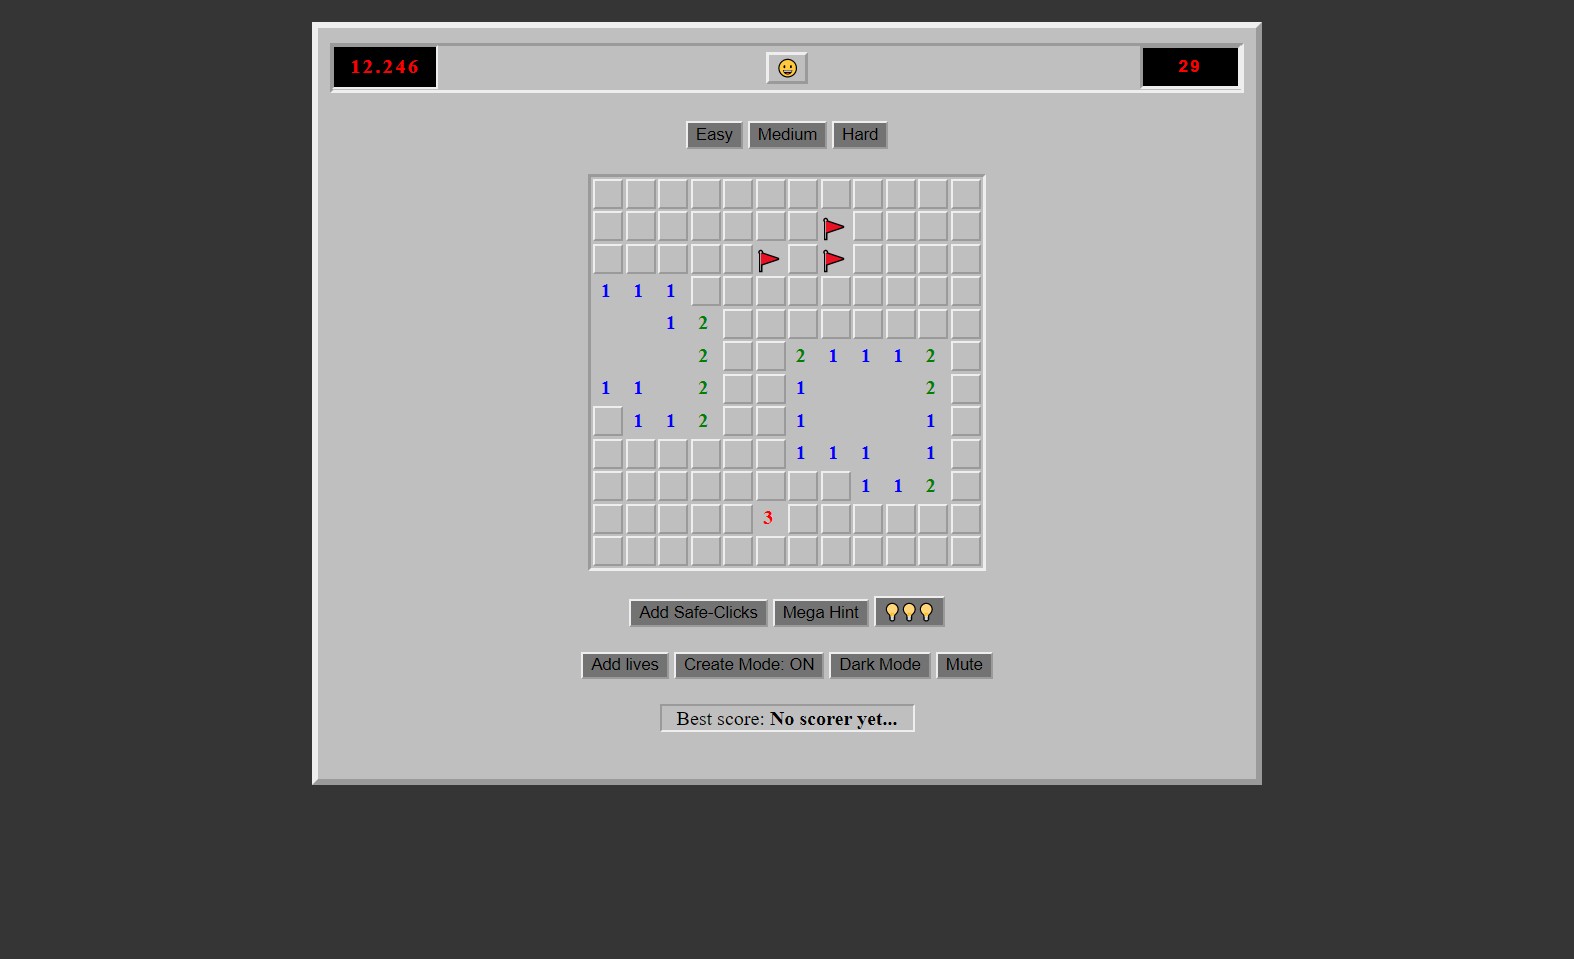 12.246 29
Easy Medium Hard
1 1 1
1 2
2 2 1 1 1 2
1 1 2 1 2
1 1 2 1 1
1 1 1 1
1 1 2
3
Add Safe-Clicks Mega Hint
Add lives Create Mode: ON Dark Mode Mute
Best score: No scorer yet...